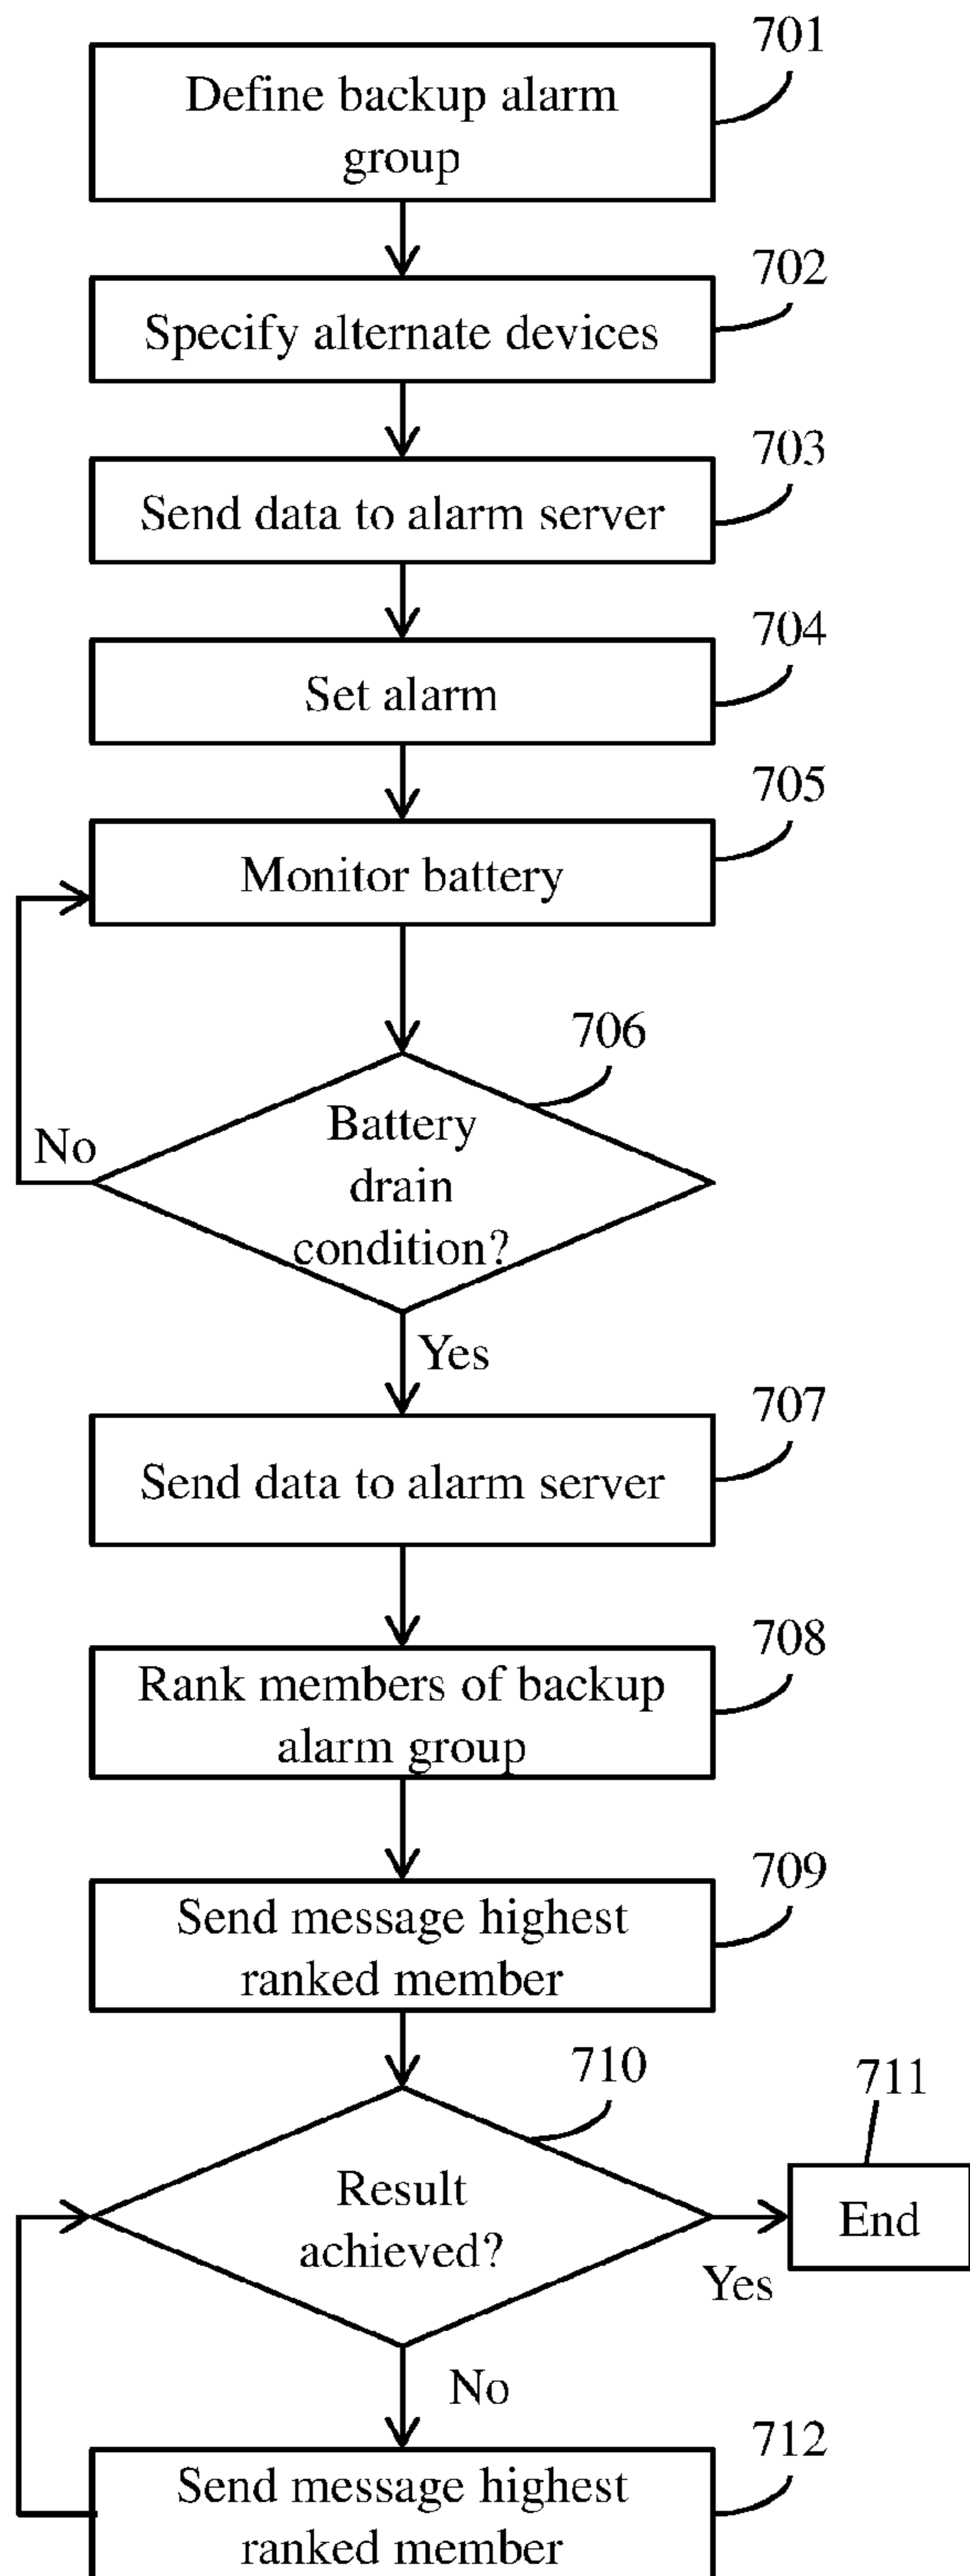 701
Define backup alarm
group
702
Specify alternate devices
703
Send data to alarm server
704
Set alarm
705
Monitor battery
706
Battery
drain
condition?
No
Yes
707
Send data to alarm server
708
Rank members of backup
alarm group
709
Send message highest
ranked member
710
711
Result
achieved?
End
Yes
No
712
Send message highest
ranked member